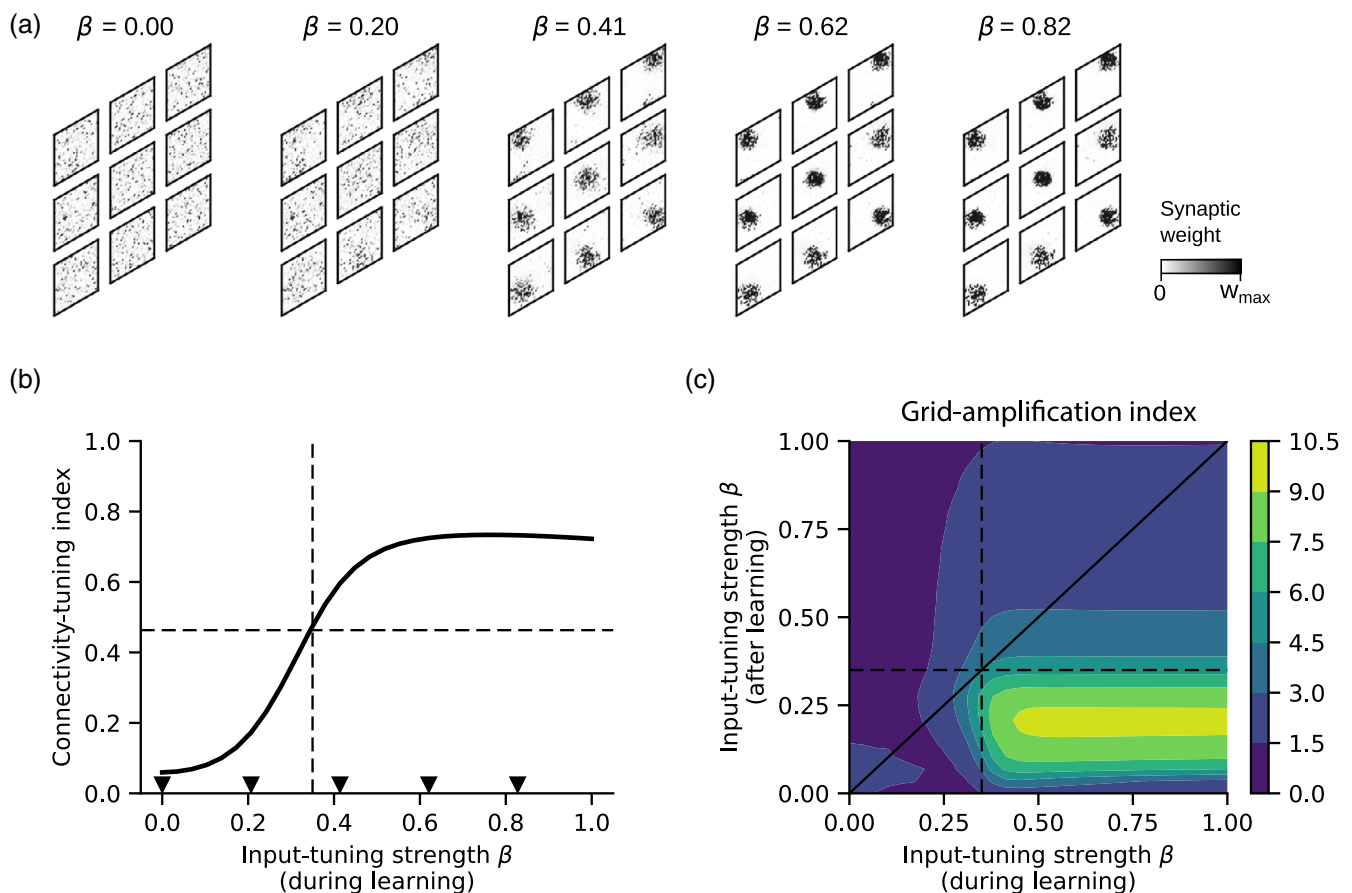 (a)
β = 0.00
β = 0.20
β = 0.41
β = 0.62
β = 0.82
Synaptic
weight
0
wmax
(b)
Connectivity-tuning index
1.0
0.8
0.6
0.4
0.2
0.0
0.0
0.2
0.4
0.6
0.8
1.0
Input-tuning strength β
(during learning)
(c)
Grid-amplification index
Input-tuning strength β
(after learning)
1.00
0.75
0.50
0.25
0.00
0.00
0.25
0.50
0.75
1.00
Input-tuning strength β
(during learning)
10.5
9.0
7.5
6.0
4.5
3.0
1.5
0.0